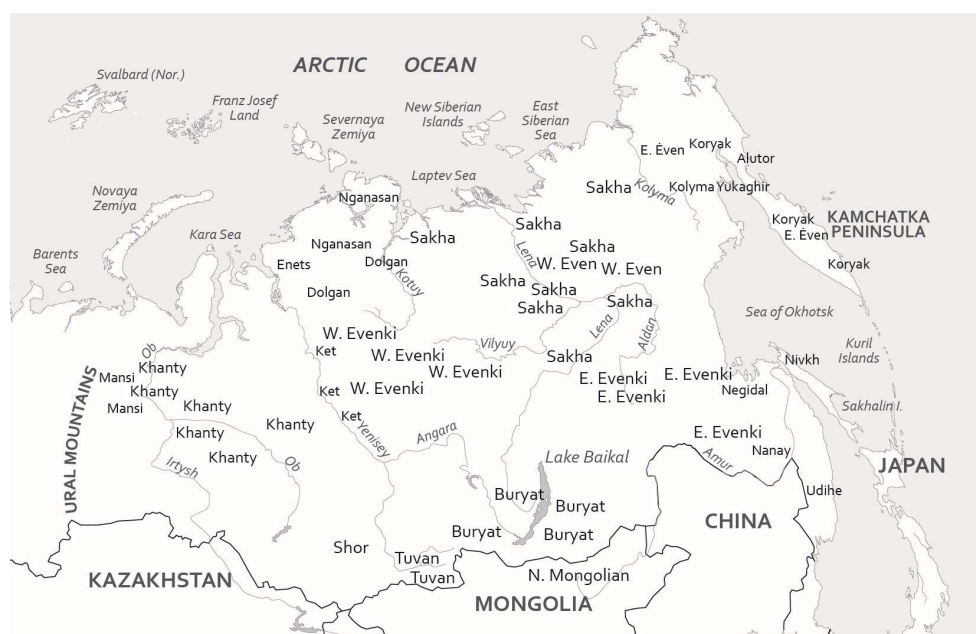 ARCTIC OCEAN
Svalbard (Nor.)
Franz Josef
Land
Severnaya
Zemiya
New Siberian
Islands
East
Siberian
Sea
E. Ėven
Koryak
Alutor
Laptev Sea
Novaya
Zemiya
Nganasan
Sakha
Kolyma
Kolyma Yukaghir
Koryak
E. Ėven
KAMCHATKA
PENINSULA
Koryak
Kara Sea
Barents
Sea
Nganasan
Enets
Dolgan
Dolgan
Kotuy
Sakha
Sakha
Lena
Sakha
W. Even
W. Even
Sakha
Sakha
Sakha
Sakha
Lena
Aldan
Sea of Okhotsk
Kuril
Islands
W. Evenki
Ket
W. Evenki
Vilyuy
W. Evenki
Sakha
Ob
Khanty
Mansi
Khanty
Mansi
Khanty
Ket
W. Evenki
E. Evenki
E. Evenki
E. Evenki
Negidal
Nivkh
Sakhalin I.
URAL MOUNTAINS
Khanty
Khanty
Khanty
Ket
Yenisey
Angara
Irtysh
Ob
Lake Baikal
E. Evenki
Nanay
Amur
JAPAN
Udihe
Buryat
Buryat
Buryat
Buryat
CHINA
Shor
Tuvan
Tuvan
N. Mongolian
KAZAKHSTAN
MONGOLIA